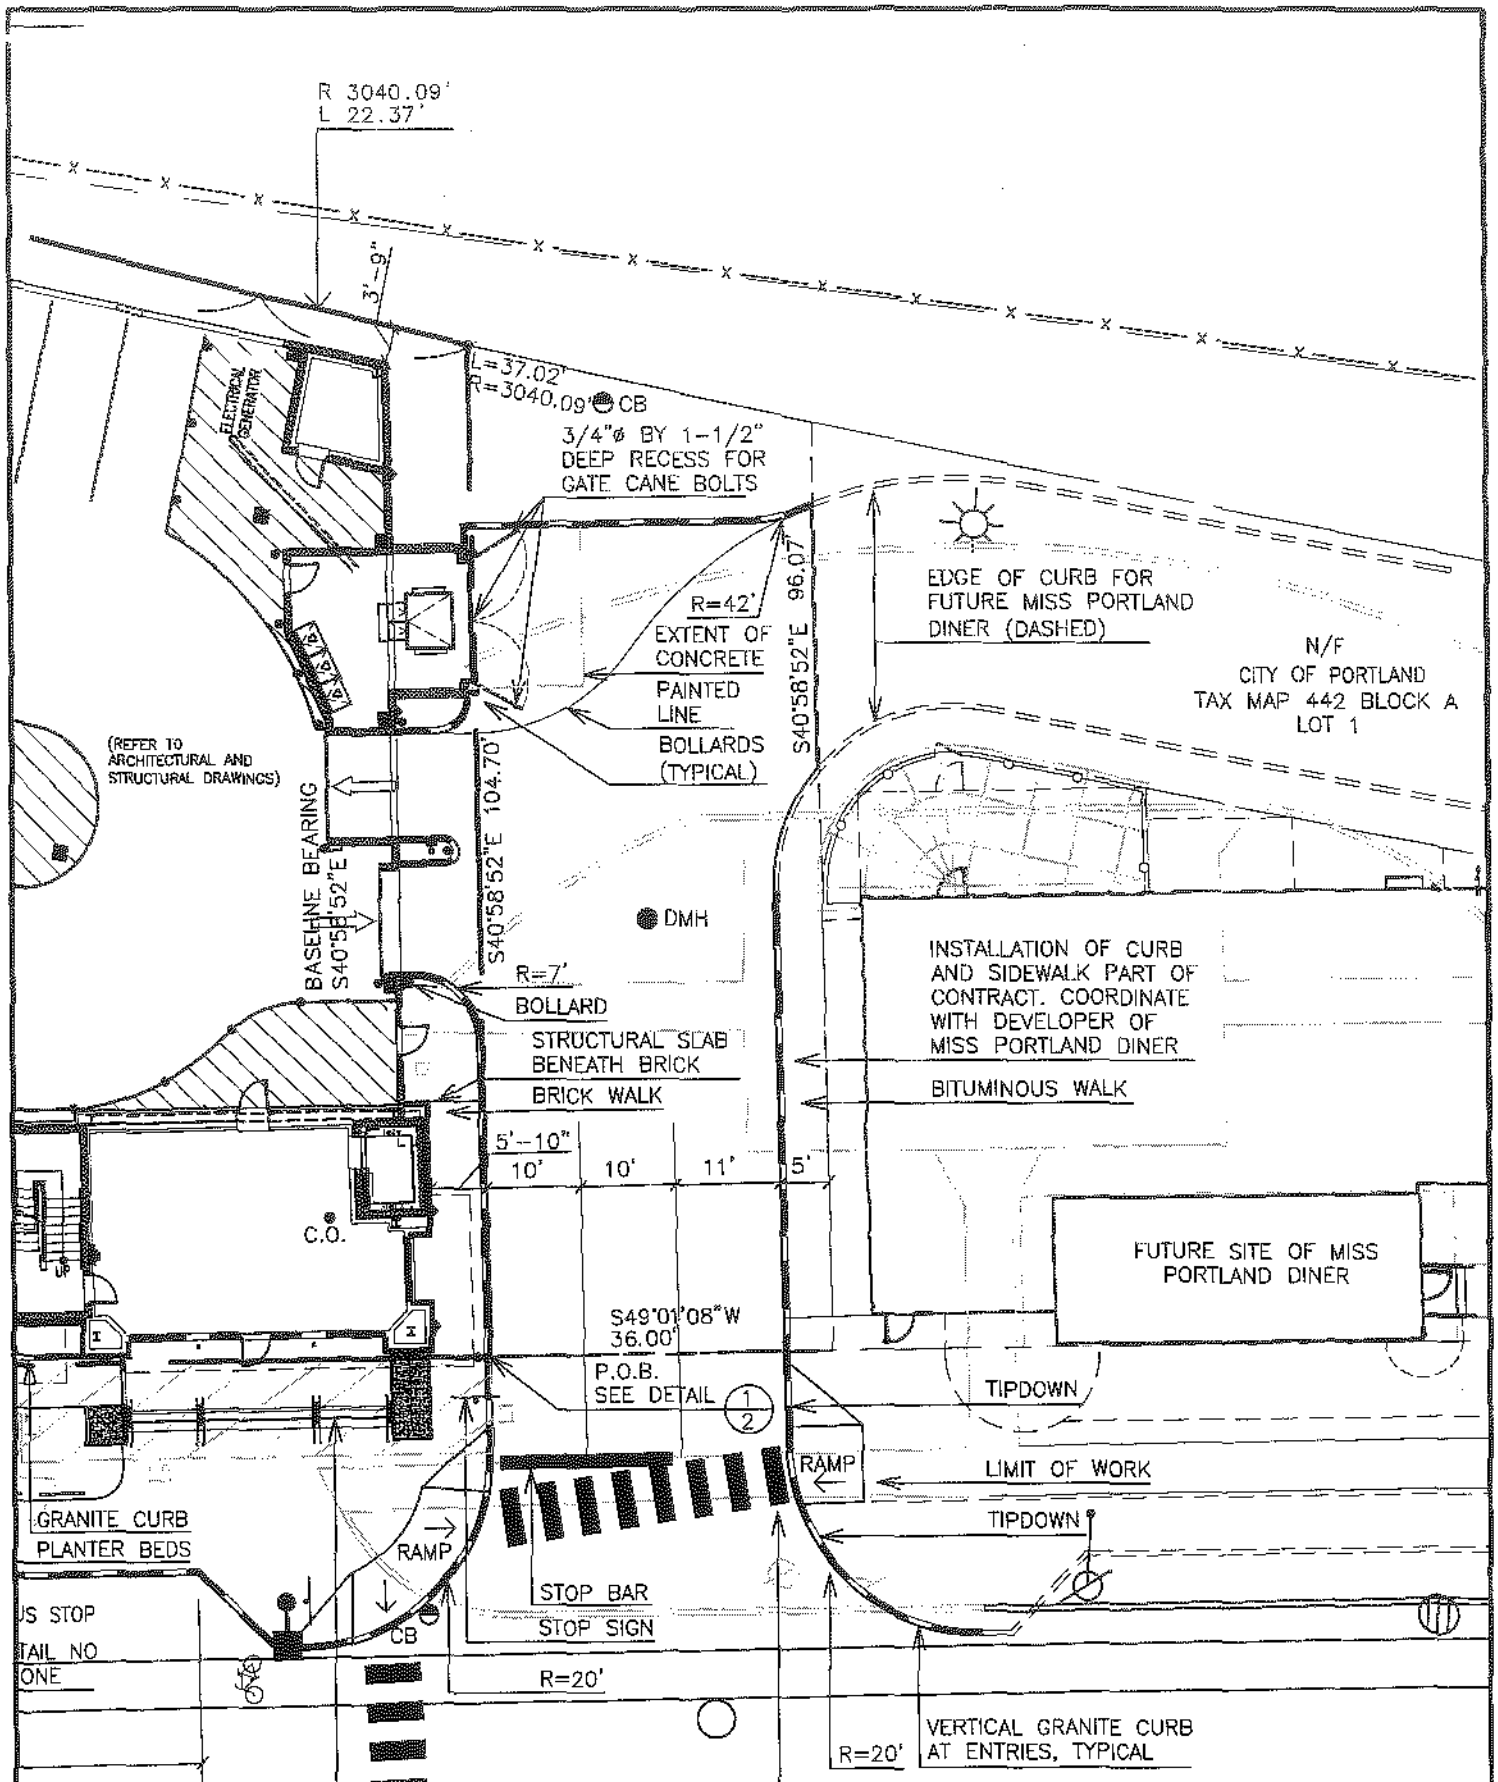 R 3040.09'
L 22.37'
3'-9"
L=37.02'
R=3040.09'
CB
ELECTRICAL
GENERATOR
3/4"ø BY 1-1/2"
DEEP RECESS FOR
GATE CANE BOLTS
R=42'
EXTENT OF
CONCRETE
PAINTED
LINE
BOLLARDS
(TYPICAL)
S40°58'52"E 96.07'
EDGE OF CURB FOR
FUTURE MISS PORTLAND
DINER (DASHED)
N/F
CITY OF PORTLAND
TAX MAP 442 BLOCK A
LOT 1
(REFER TO
ARCHITECTURAL AND
STRUCTURAL DRAWINGS)
BASELINE BEARING
S40°58'52"E
S40°58'52"E 104.70'
DMH
R=7'
BOLLARD
STRUCTURAL SLAB
BENEATH BRICK
BRICK WALK
INSTALLATION OF CURB
AND SIDEWALK PART OF
CONTRACT. COORDINATE
WITH DEVELOPER OF
MISS PORTLAND DINER
BITUMINOUS WALK
5'-10"
10' 10' 11' 5'
C.O.
UP
FUTURE SITE OF MISS
PORTLAND DINER
S49°01'08"W
36.00'
P.O.B.
SEE DETAIL
1
2
TIPDOWN
RAMP
LIMIT OF WORK
TIPDOWN
GRANITE CURB
PLANTER BEDS
RAMP
STOP BAR
STOP SIGN
CB
US STOP
TAIL NO
ONE
R=20'
R=20'
VERTICAL GRANITE CURB
AT ENTRIES, TYPICAL